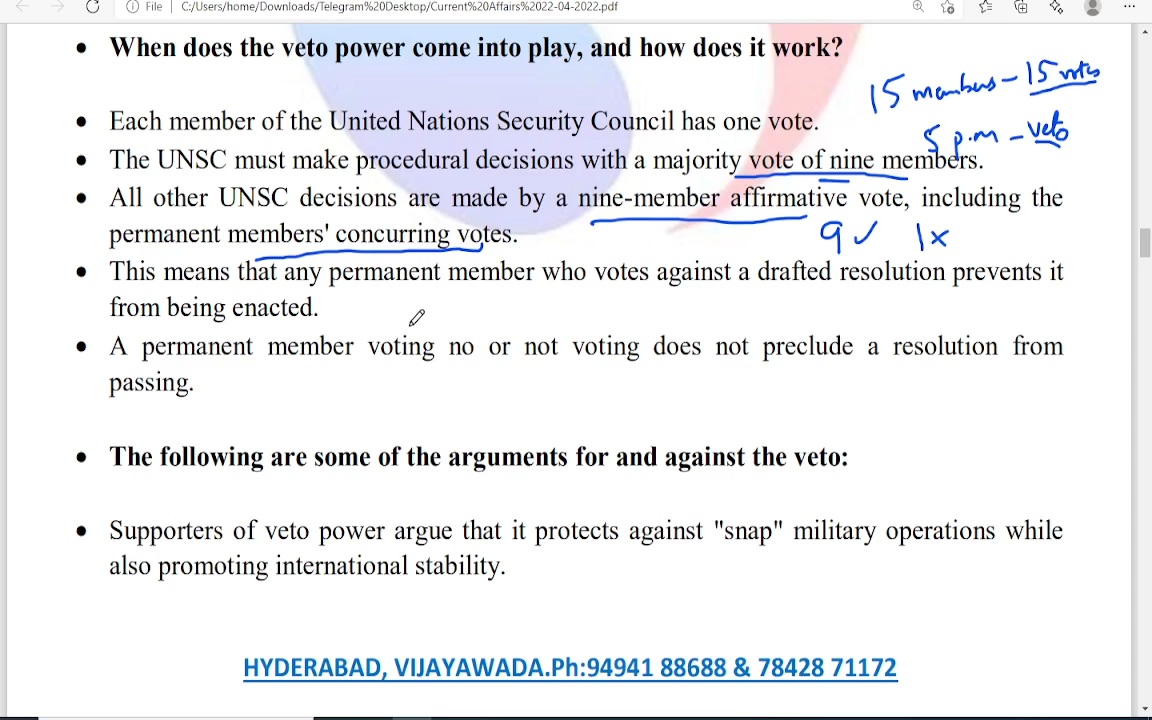 File | C:/Users/home/Downloads/Telegram%20Desktop/Current%20Affairs%2022-04-2022.pdf
• When does the veto power come into play, and how does it work?
15 members - 15 votes
• Each member of the United Nations Security Council has one vote.
5 p.m - veto
• The UNSC must make procedural decisions with a majority vote of nine members.
• All other UNSC decisions are made by a nine-member affirmative vote, including the
permanent members' concurring votes.
9 ✓ 1 x
• This means that any permanent member who votes against a drafted resolution prevents it
from being enacted.
• A permanent member voting no or not voting does not preclude a resolution from
passing.
• The following are some of the arguments for and against the veto:
• Supporters of veto power argue that it protects against "snap" military operations while
also promoting international stability.
HYDERABAD, VIJAYAWADA.Ph:94941 88688 & 78428 71172